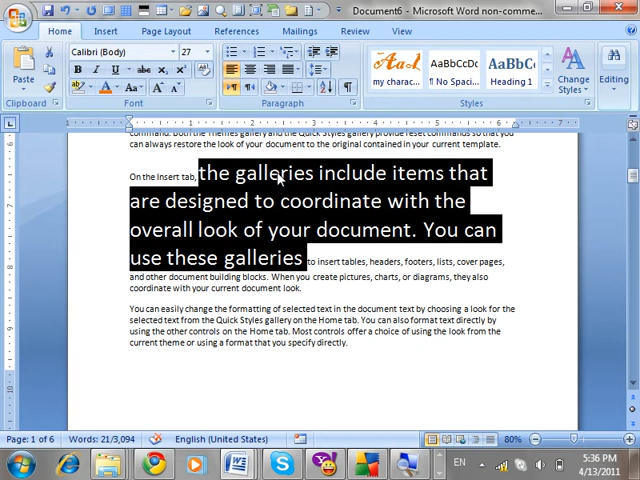 Document6 - Microsoft Word non-comme...
Home
Insert
Page Layout
References
Mailings
Review
View
Paste
Clipboard
Calibri (Body)
27
B I U abc x₂ x²
Aa
A
Font
Paragraph
AaI
my charac...
AaBbCcDc
¶ No Spaci...
AaBbC
Heading 1
Change
Styles
Styles
Editing
command. Both the Themes gallery and the Quick Styles gallery provide reset commands so that you
can always restore the look of your document to the original contained in your current template.
On the Insert tab, the galleries include items that
are designed to coordinate with the
overall look of your document. You can
use these galleries to insert tables, headers, footers, lists, cover pages,
and other document building blocks. When you create pictures, charts, or diagrams, they also
coordinate with your current document look.
You can easily change the formatting of selected text in the document text by choosing a look for the
selected text from the Quick Styles gallery on the Home tab. You can also format text directly by
using the other controls on the Home tab. Most controls offer a choice of using the look from the
current theme or using a format that you specify directly.
Page: 1 of 6
Words: 21/3,094
English (United States)
80%
EN
5:36 PM
4/13/2011